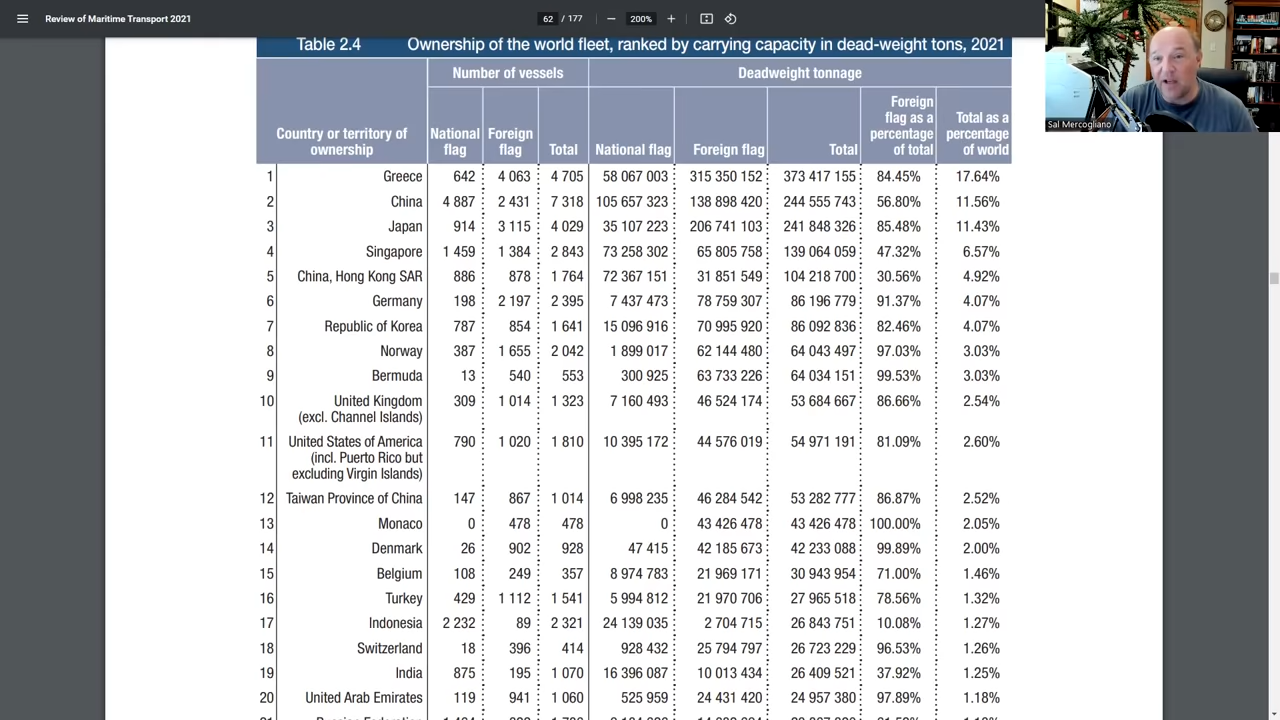 Review of Maritime Transport 2021
62 / 177
200%
Sal Mercogliano
Table 2.4 Ownership of the world fleet, ranked by carrying capacity in dead-weight tons, 2021
Number of vessels Deadweight tonnage
Country or territory of ownership National flag Foreign flag Total National flag Foreign flag Total Foreign flag as a percentage of total Total as a percentage of world
1 Greece 642 4 063 4 705 58 067 003 315 350 152 373 417 155 84.45% 17.64%
2 China 4 887 2 431 7 318 105 657 323 138 898 420 244 555 743 56.80% 11.56%
3 Japan 914 3 115 4 029 35 107 223 206 741 103 241 848 326 85.48% 11.43%
4 Singapore 1 459 1 384 2 843 73 258 302 65 805 758 139 064 059 47.32% 6.57%
5 China, Hong Kong SAR 886 878 1 764 72 367 151 31 851 549 104 218 700 30.56% 4.92%
6 Germany 198 2 197 2 395 7 437 473 78 759 307 86 196 779 91.37% 4.07%
7 Republic of Korea 787 854 1 641 15 096 916 70 995 920 86 092 836 82.46% 4.07%
8 Norway 387 1 655 2 042 1 899 017 62 144 480 64 043 497 97.03% 3.03%
9 Bermuda 13 540 553 300 925 63 733 226 64 034 151 99.53% 3.03%
10 United Kingdom 309 1 014 1 323 7 160 493 46 524 174 53 684 667 86.66% 2.54%
(excl. Channel Islands)
11 United States of America 790 1 020 1 810 10 395 172 44 576 019 54 971 191 81.09% 2.60%
(incl. Puerto Rico but
excluding Virgin Islands)
12 Taiwan Province of China 147 867 1 014 6 998 235 46 284 542 53 282 777 86.87% 2.52%
13 Monaco 0 478 478 0 43 426 478 43 426 478 100.00% 2.05%
14 Denmark 26 902 928 47 415 42 185 673 42 233 088 99.89% 2.00%
15 Belgium 108 249 357 8 974 783 21 969 171 30 943 954 71.00% 1.46%
16 Turkey 429 1 112 1 541 5 994 812 21 970 706 27 965 518 78.56% 1.32%
17 Indonesia 2 232 89 2 321 24 139 035 2 704 715 26 843 751 10.08% 1.27%
18 Switzerland 18 396 414 928 432 25 794 797 26 723 229 96.53% 1.26%
19 India 875 195 1 070 16 396 087 10 013 434 26 409 521 37.92% 1.25%
20 United Arab Emirates 119 941 1 060 525 959 24 431 420 24 957 380 97.89% 1.18%